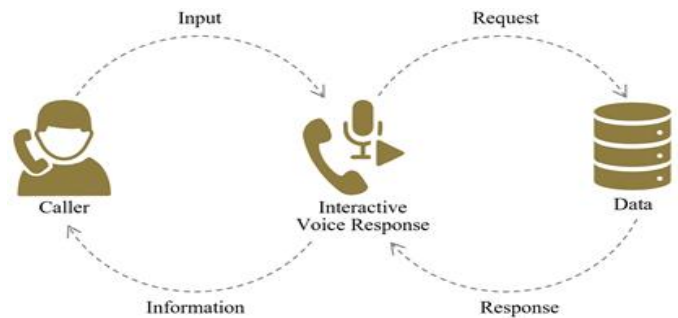 Input
Request
Caller
Interactive
Voice Response
Data
Information
Response